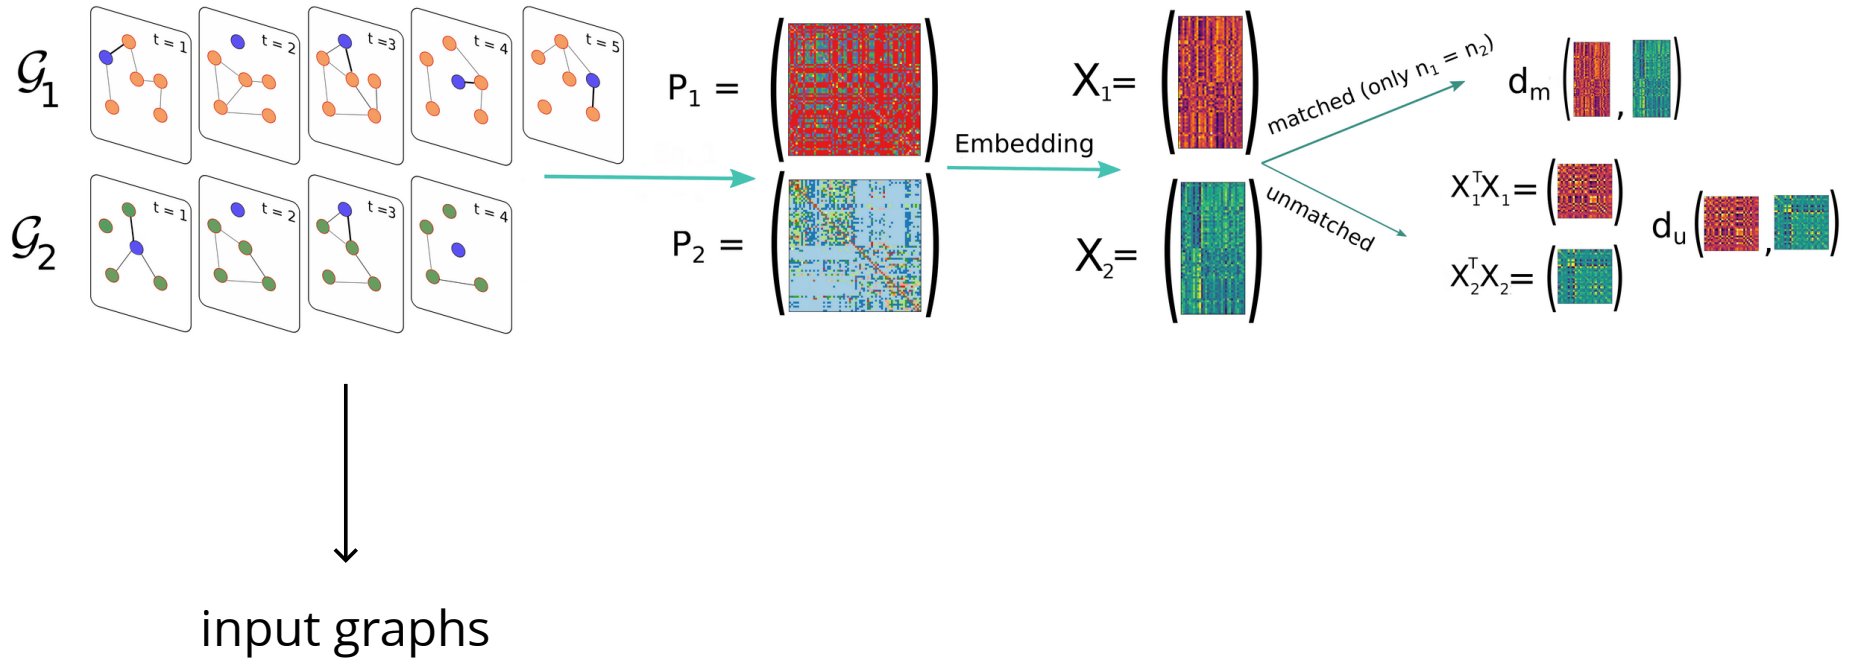 𝒢₁
t = 1
t = 2
t =3
t = 4
t = 5
P₁ =
X₁=
matched (only n₁ = n₂)
dₘ ( , )
Embedding
𝒢₂
t = 1
t = 2
t =3
t = 4
P₂ =
X₂=
unmatched
X₁ᵀX₁=
X₂ᵀX₂=
dᵤ ( , )
input graphs